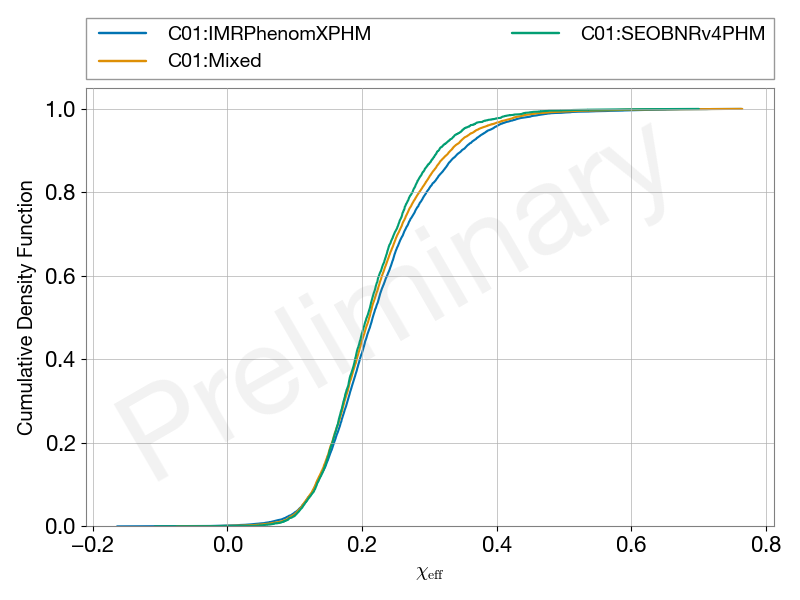 C01:IMRPhenomXPHM
C01:Mixed
C01:SEOBNRv4PHM
Preliminary
Cumulative Density Function
1.0
0.8
0.6
0.4
0.2
0.0
−0.2 0.0 0.2 0.4 0.6 0.8
χeff